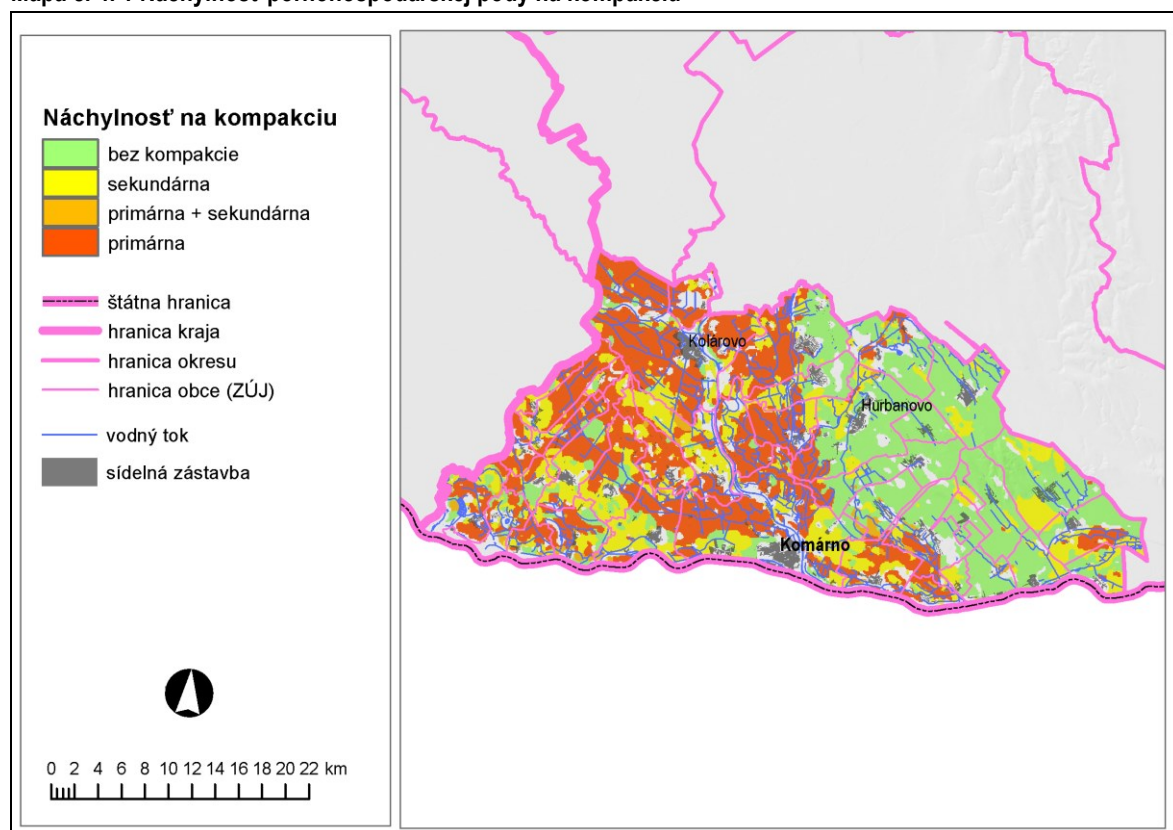 Náchylnosť na kompakciu
bez kompakcie
sekundárna
primárna + sekundárna
primárna
štátna hranica
hranica kraja
hranica okresu
hranica obce (ZÚJ)
vodný tok
sídelná zástavba
0 2 4 6 8 10 12 14 16 18 20 22 km
Kolárovo
Hurbanovo
Komárno